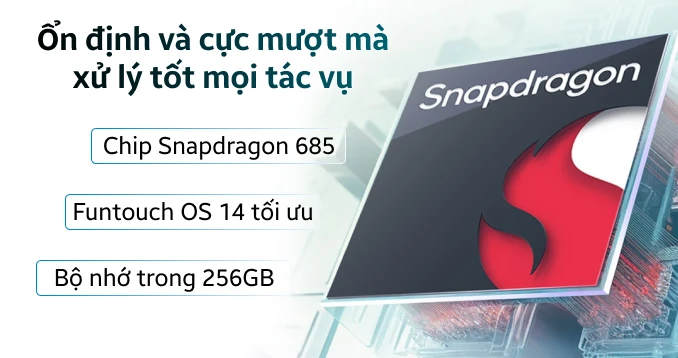 Ổn định và cực mượt mà
xử lý tốt mọi tác vụ
Snapdragon
Chip Snapdragon 685
Funtouch OS 14 tối ưu
Bộ nhớ trong 256GB